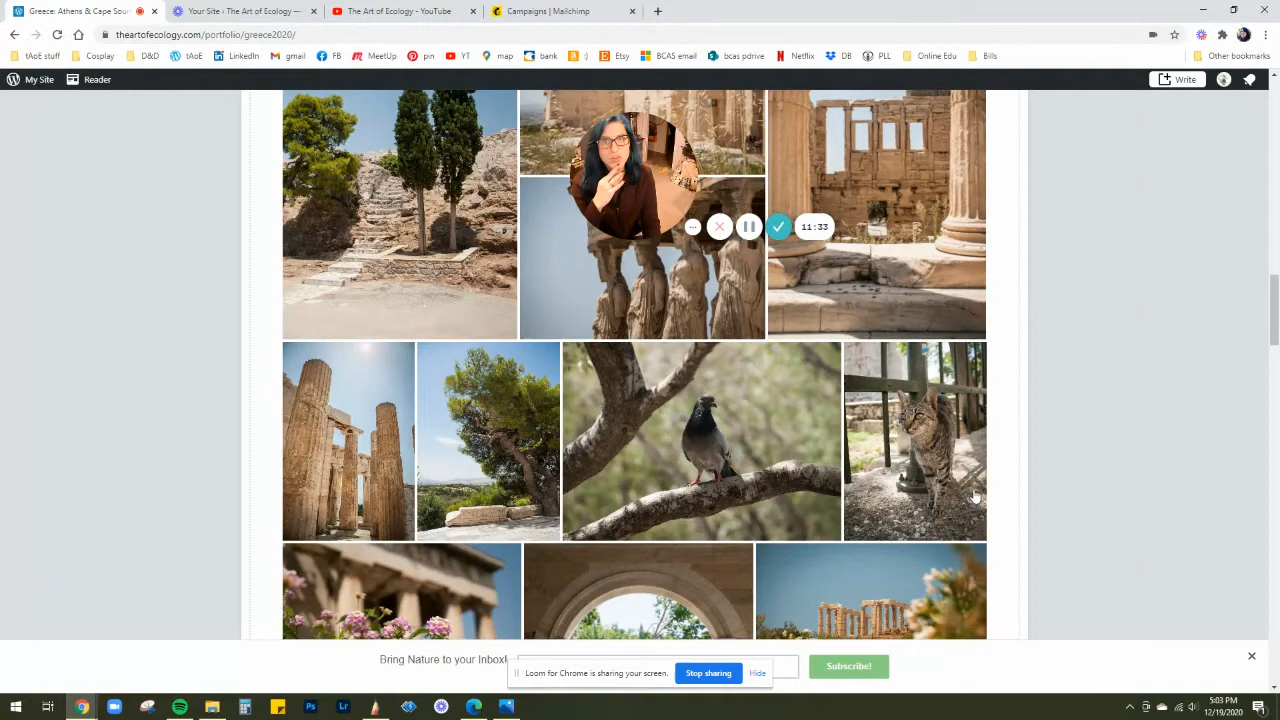 Greece: Athens & Cape Soun
Your Site ‹ The Art of Ecology —
The Art of Ecology - YouTube
Campaigns | Mailchimp
theartofecology.com/portfolio/greece2020/
tAoE stuff
Cosplay
D&D
tAoE
LinkedIn
gmail
FB
MeetUp
pin
YT
map
bank
:)
Etsy
BCAS email
bcas pdrive
Netflix
DB
PLL
Online Edu
Bills
Other bookmarks
My Site
Reader
Write
11:33
Bring Nature to your Inbox!
Subscribe!
Loom for Chrome is sharing your screen.
Stop sharing
Hide
5:03 PM
12/19/2020